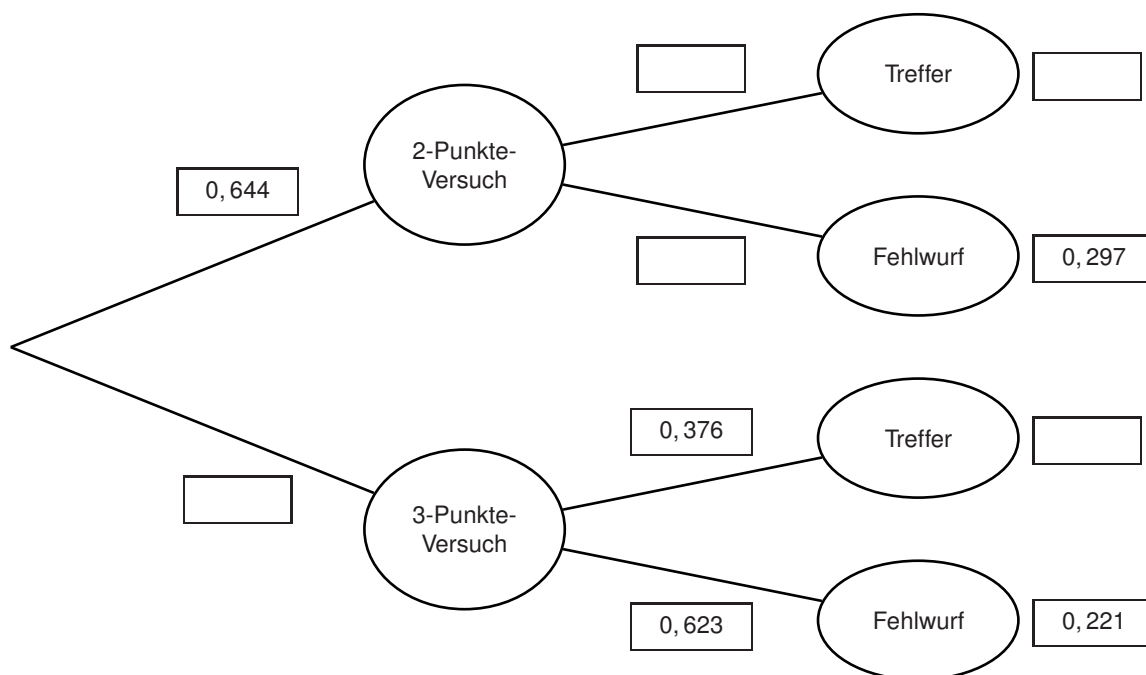 Treffer
2-Punkte-
Versuch
0, 644
Fehlwurf
0, 297
0, 376
Treffer
3-Punkte-
Versuch
0, 623
Fehlwurf
0, 221